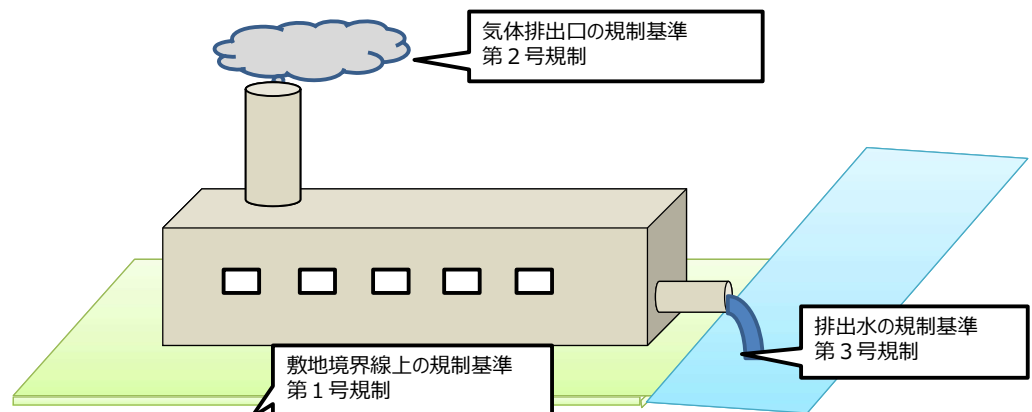 気体排出口の規制基準
第２号規制
排出水の規制基準
第３号規制
敷地境界線上の規制基準
第１号規制